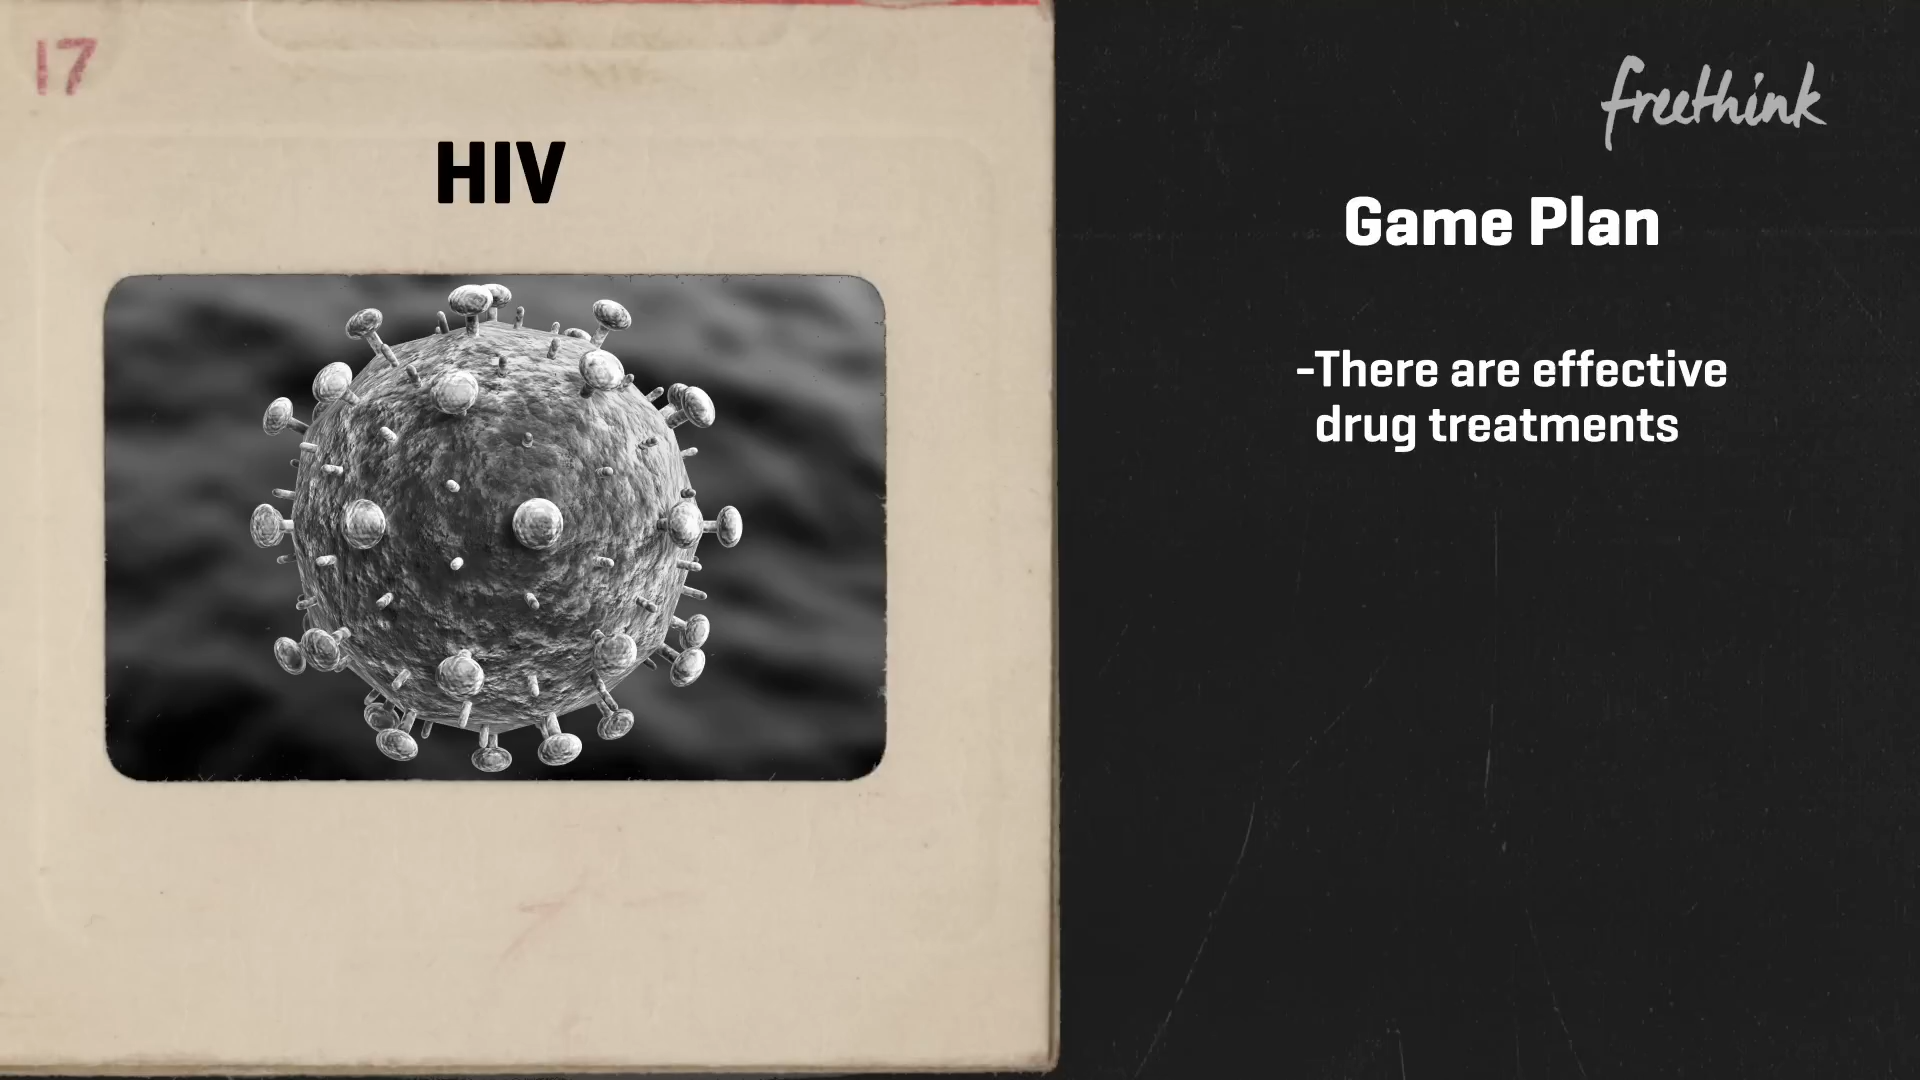 17
HIV
freethink
Game Plan
-There are effective
drug treatments